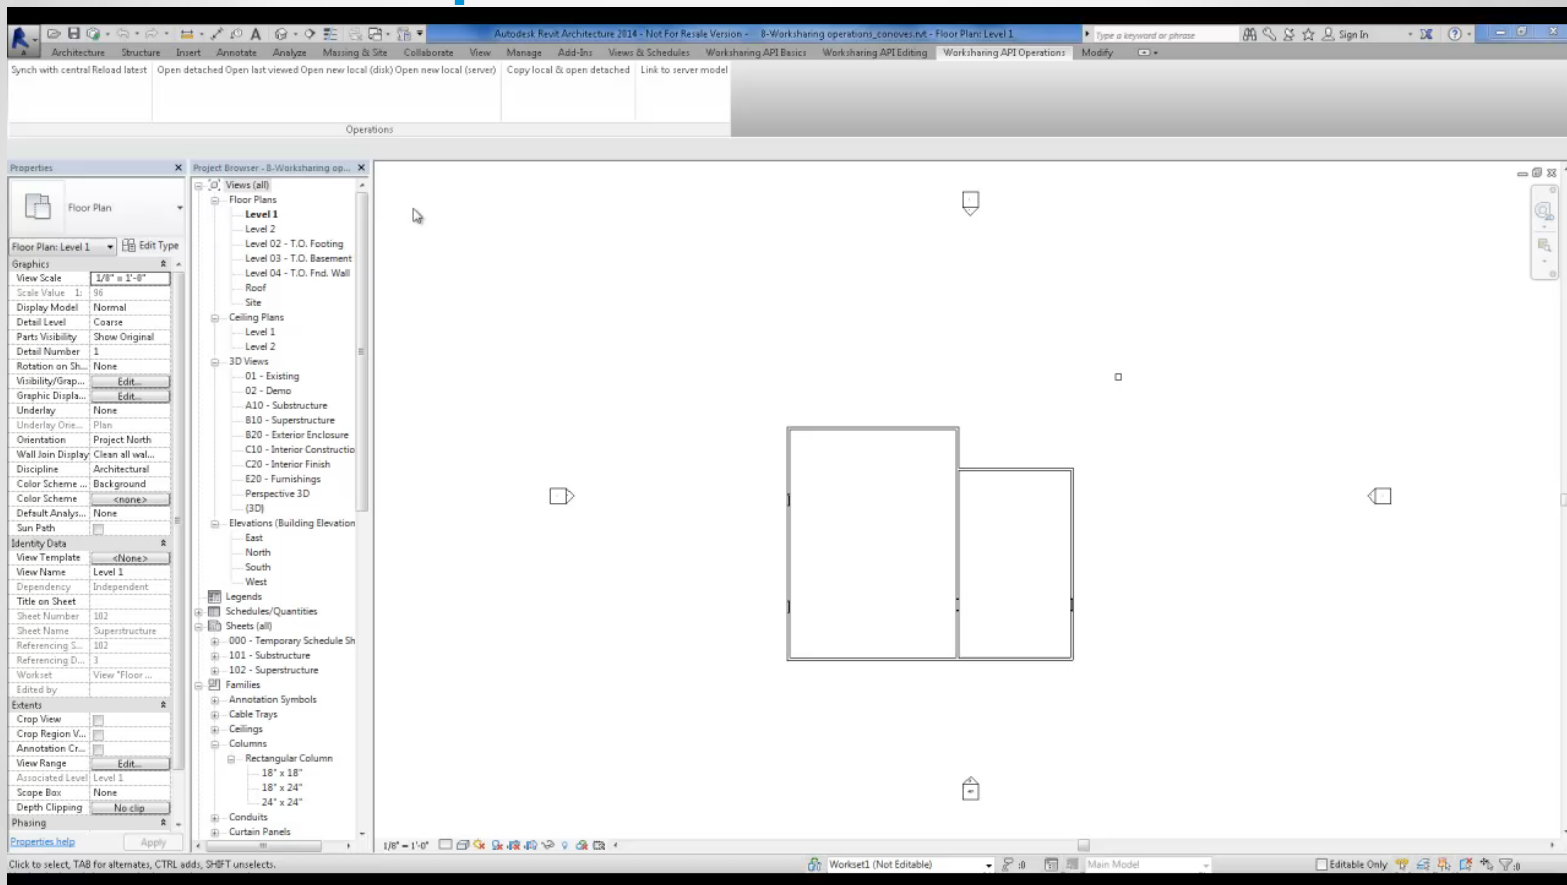 Autodesk Revit Architecture 2014 - Not For Resale Version - 8-Worksharing operations_conoves.rvt - Floor Plan: Level 1
Type a keyword or phrase
Sign In
Architecture Structure Insert Annotate Analyze Massing & Site Collaborate View Manage Add-Ins Views & Schedules Worksharing API Basics Worksharing API Editing Worksharing API Operations Modify
Synch with central Reload latest Open detached Open last viewed Open new local (disk) Open new local (server) Copy local & open detached Link to server model
Operations
Properties
Floor Plan
Floor Plan: Level 1 Edit Type
Graphics
View Scale 1/8" = 1'-0"
Scale Value 1: 96
Display Model Normal
Detail Level Coarse
Parts Visibility Show Original
Detail Number 1
Rotation on Sh... None
Visibility/Grap... Edit...
Graphic Displa... Edit...
Underlay None
Underlay Orie... Plan
Orientation Project North
Wall Join Display Clean all wal...
Discipline Architectural
Color Scheme ... Background
Color Scheme <none>
Default Analys... None
Sun Path
Identity Data
View Template <None>
View Name Level 1
Dependency Independent
Title on Sheet
Sheet Number 102
Sheet Name Superstructure
Referencing S... 102
Referencing D... 3
Workset View "Floor ...
Edited by
Extents
Crop View
Crop Region V...
Annotation Cr...
View Range Edit...
Associated Level Level 1
Scope Box None
Depth Clipping No clip
Phasing
Properties help Apply
Project Browser - 8-Worksharing op...
Views (all)
Floor Plans
Level 1
Level 2
Level 02 - T.O. Footing
Level 03 - T.O. Basement
Level 04 - T.O. Fnd. Wall
Roof
Site
Ceiling Plans
Level 1
Level 2
3D Views
01 - Existing
02 - Demo
A10 - Substructure
B10 - Superstructure
B20 - Exterior Enclosure
C10 - Interior Constructio
C20 - Interior Finish
E20 - Furnishings
Perspective 3D
{3D}
Elevations (Building Elevation
East
North
South
West
Legends
Schedules/Quantities
Sheets (all)
000 - Temporary Schedule Sh
101 - Substructure
102 - Superstructure
Families
Annotation Symbols
Cable Trays
Ceilings
Columns
Rectangular Column
18" x 18"
18" x 24"
24" x 24"
Conduits
Curtain Panels
1/8" = 1'-0"
Click to select, TAB for alternates, CTRL adds, SHIFT unselects.
Workset1 (Not Editable) :0 Main Model Editable Only :0